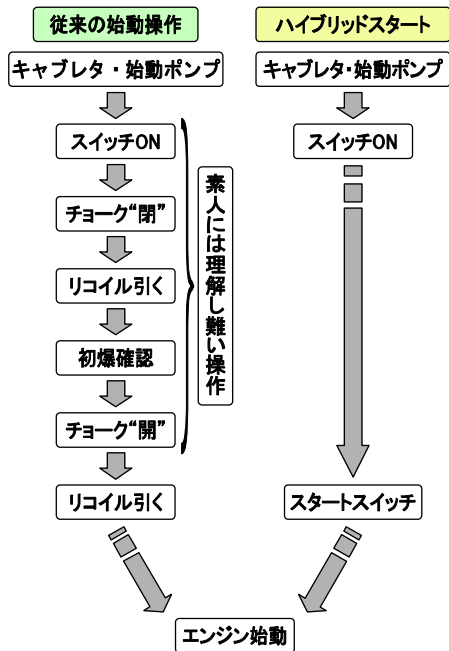 従来の始動操作
ハイブリッドスタート
キャブレタ・始動ポンプ
キャブレタ・始動ポンプ
スイッチON
スイッチON
チョーク“閉”
リコイル引く
初爆確認
チョーク“開”
素人には理解し難い操作
リコイル引く
スタートスイッチ
エンジン始動